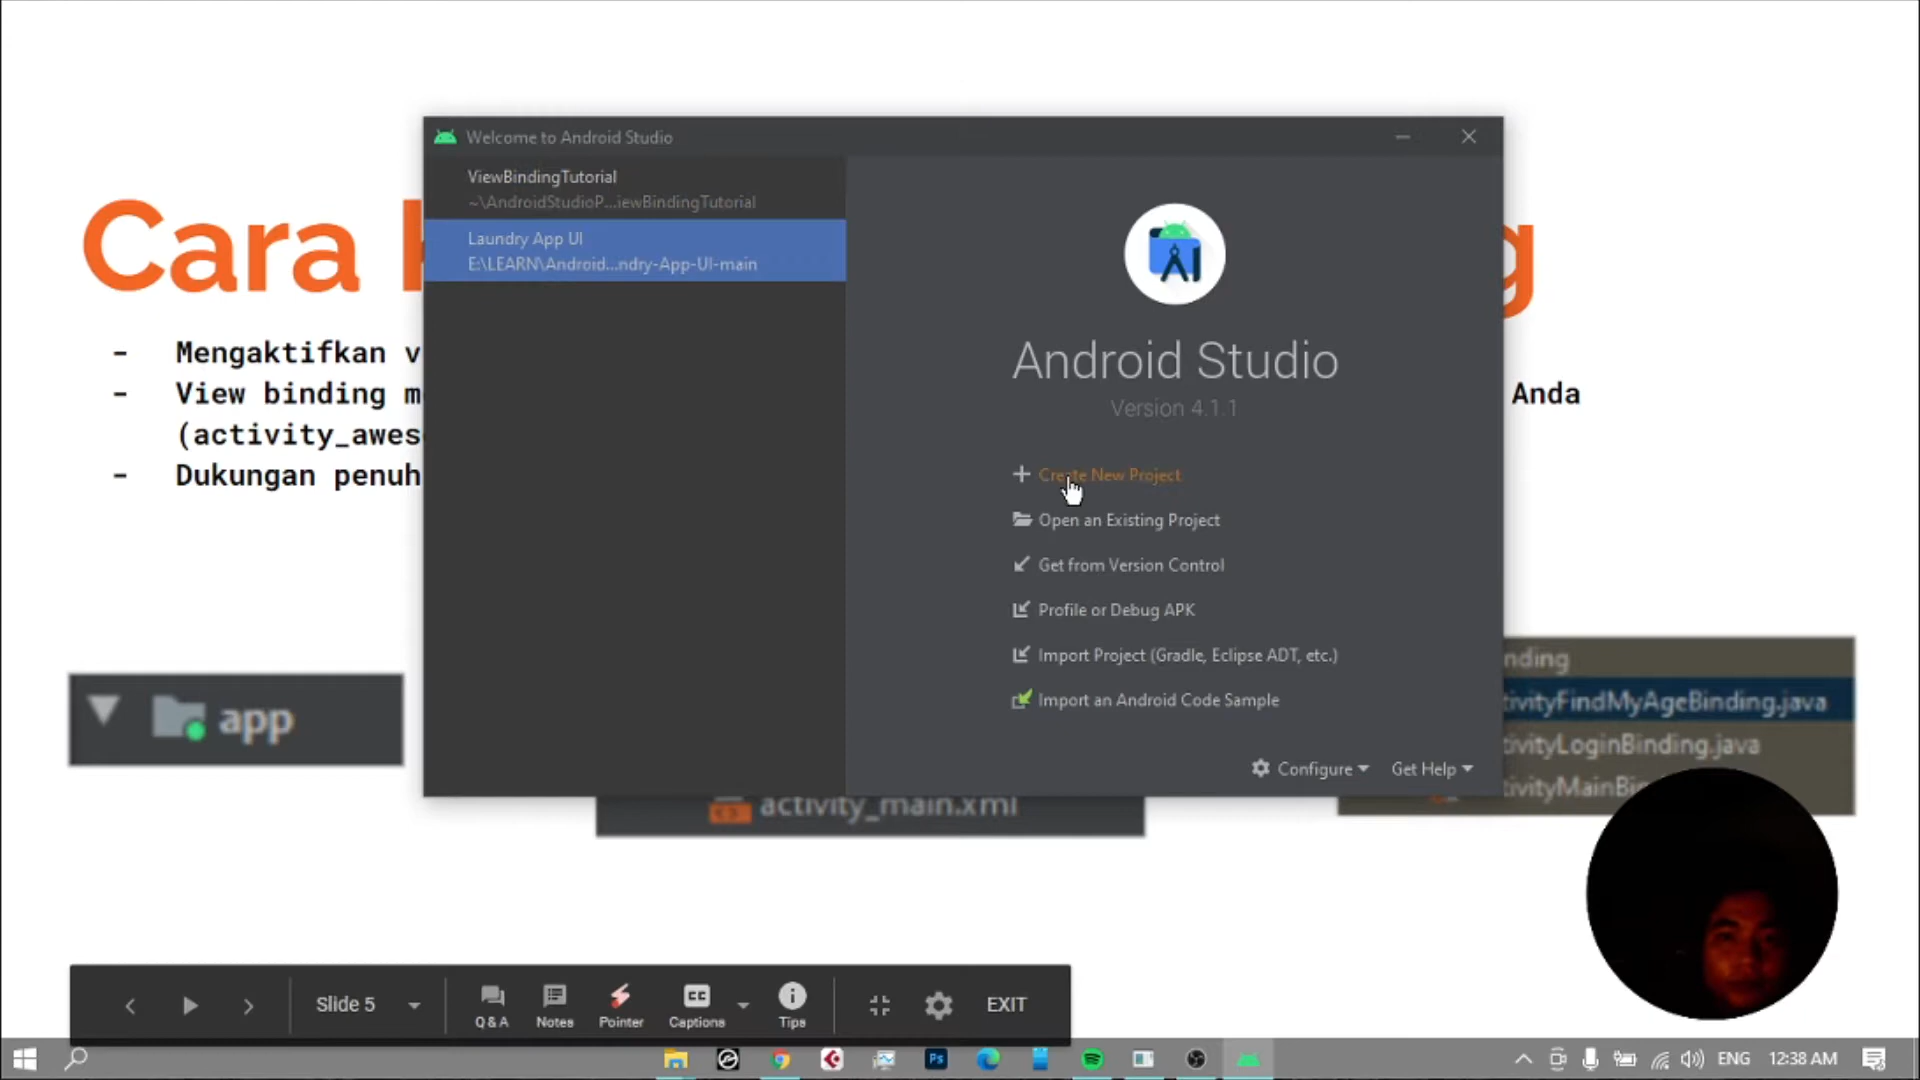 Welcome to Android Studio
ViewBindingTutorial
~\AndroidStudioP...iewBindingTutorial
Laundry App UI
E:\LEARN\Android...ndry-App-UI-main
Android Studio
Version 4.1.1
Create New Project
Open an Existing Project
Get from Version Control
Profile or Debug APK
Import Project (Gradle, Eclipse ADT, etc.)
Import an Android Code Sample
Configure
Get Help
Cara
g
- Mengaktifkan v
- View binding m Anda
(activity_awes
- Dukungan penuh
app
activity_main.xml
nding
tivityFindMyAgeBinding.java
tivityLoginBinding.java
tivityMainBi
Slide 5
Q & A
Notes
Pointer
CC
Captions
Tips
EXIT
Ps
ENG
12:38 AM